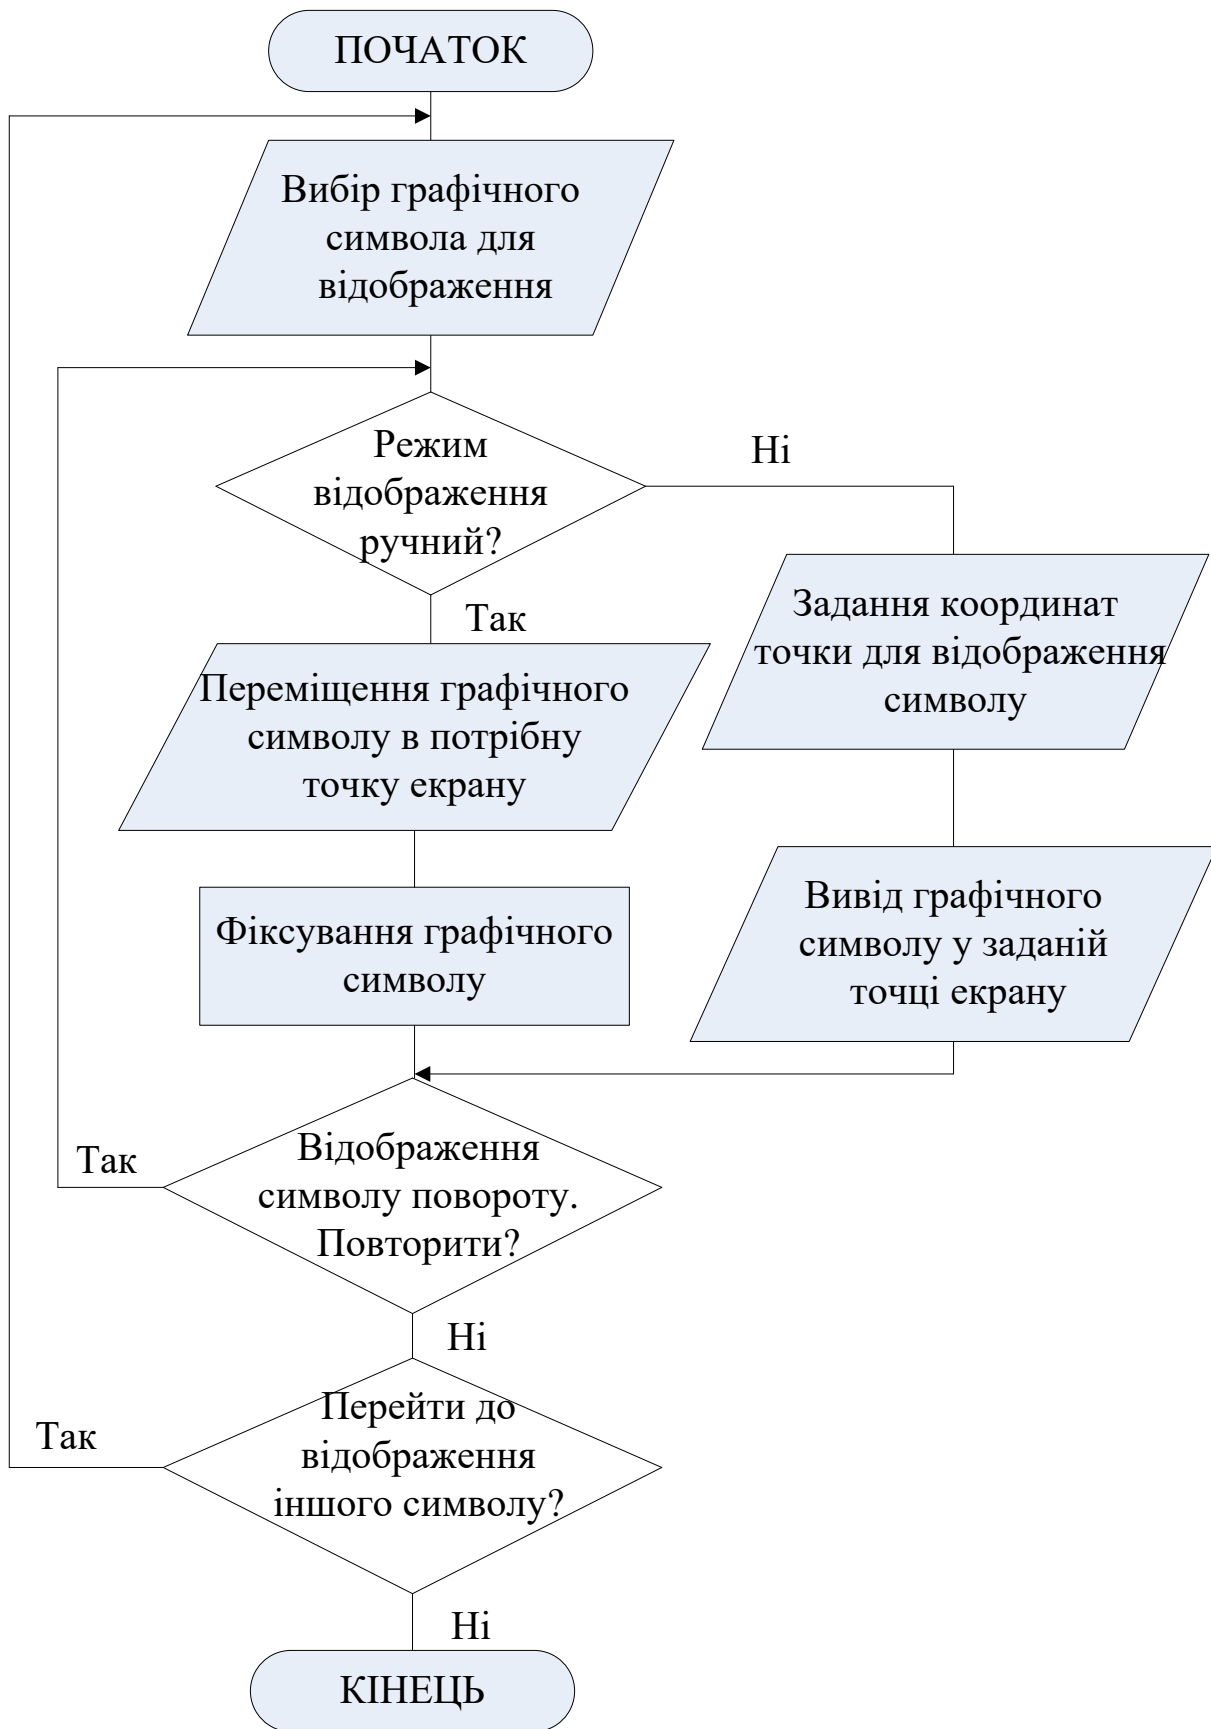 ПОЧАТОК
Вибір графічного
символа для
відображення
Режим
відображення
ручний?
Ні
Так
Задання координат
точки для відображення
символу
Переміщення графічного
символу в потрібну
точку екрану
Вивід графічного
символу у заданій
точці екрану
Фіксування графічного
символу
Відображення
символу повороту.
Повторити?
Так
Ні
Перейти до
відображення
іншого символу?
Так
Ні
КІНЕЦЬ